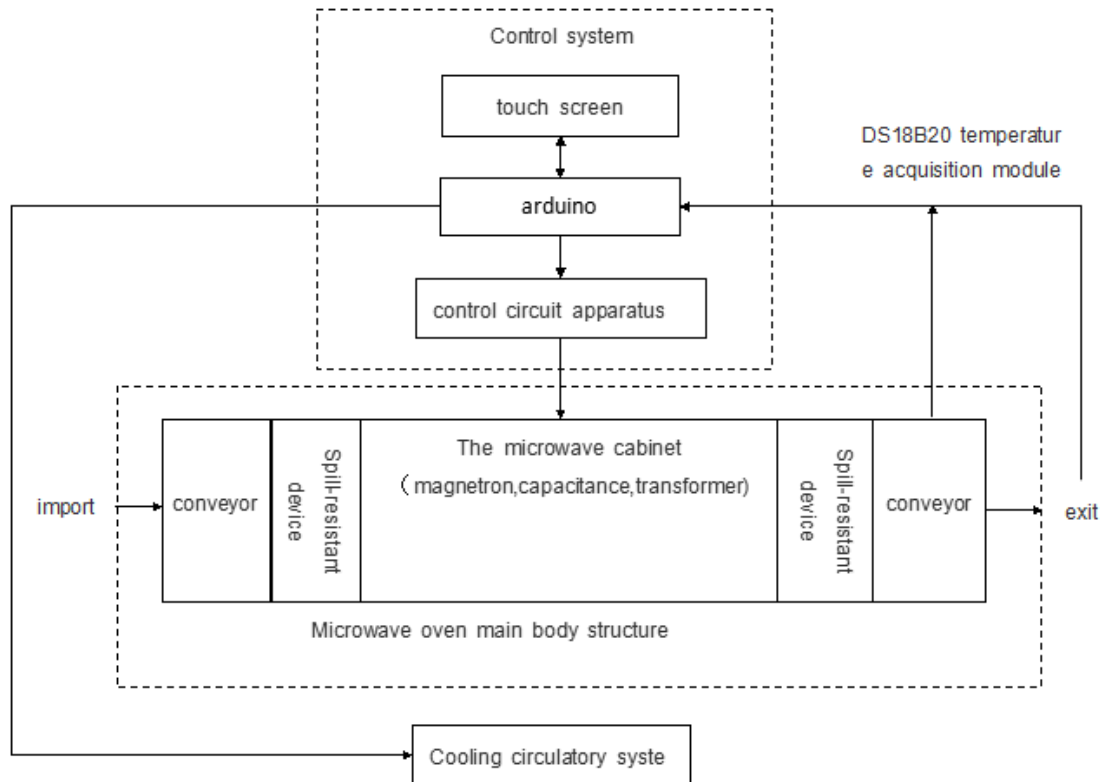 Control system
touch screen
DS18B20 temperatur
e acquisition module
arduino
control circuit apparatus
import
conveyor
Spill-resistant
device
The microwave cabinet
（magnetron,capacitance,transformer)
Spill-resistant
device
conveyor
exit
Microwave oven main body structure
Cooling circulatory syste